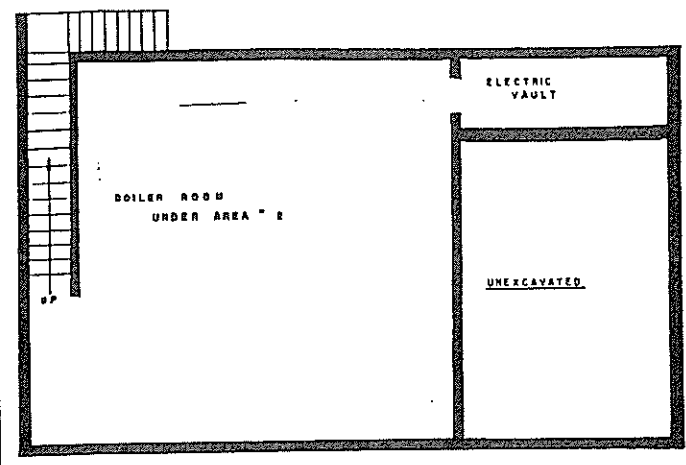 ELECTRIC
VAULT
BOILER ROOM
UNDER AREA " 2
UNEXCAVATED
UP